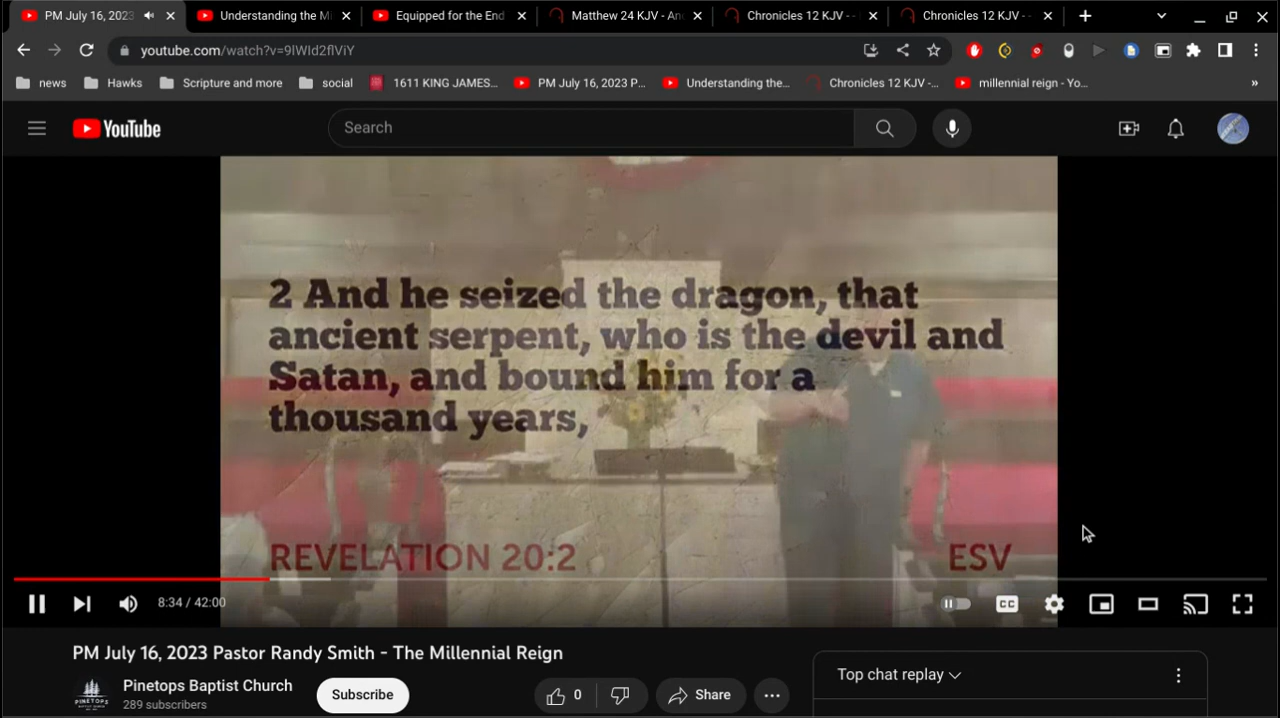 PM July 16, 2023
Understanding the Mi
Equipped for the End
Matthew 24 KJV - An
Chronicles 12 KJV - -
Chronicles 12 KJV - -
youtube.com/watch?v=9lWId2flViY
news
Hawks
Scripture and more
social
1611 KING JAMES...
PM July 16, 2023 P...
Understanding the...
Chronicles 12 KJV -...
millennial reign - Yo...
»
YouTube
Search
2 And he seized the dragon, that
ancient serpent, who is the devil and
Satan, and bound him for a
thousand years,
REVELATION 20:2
ESV
8:34 / 42:00
CC
PM July 16, 2023 Pastor Randy Smith - The Millennial Reign
Pinetops Baptist Church
289 subscribers
Subscribe
0
Share
Top chat replay
PINETOPS